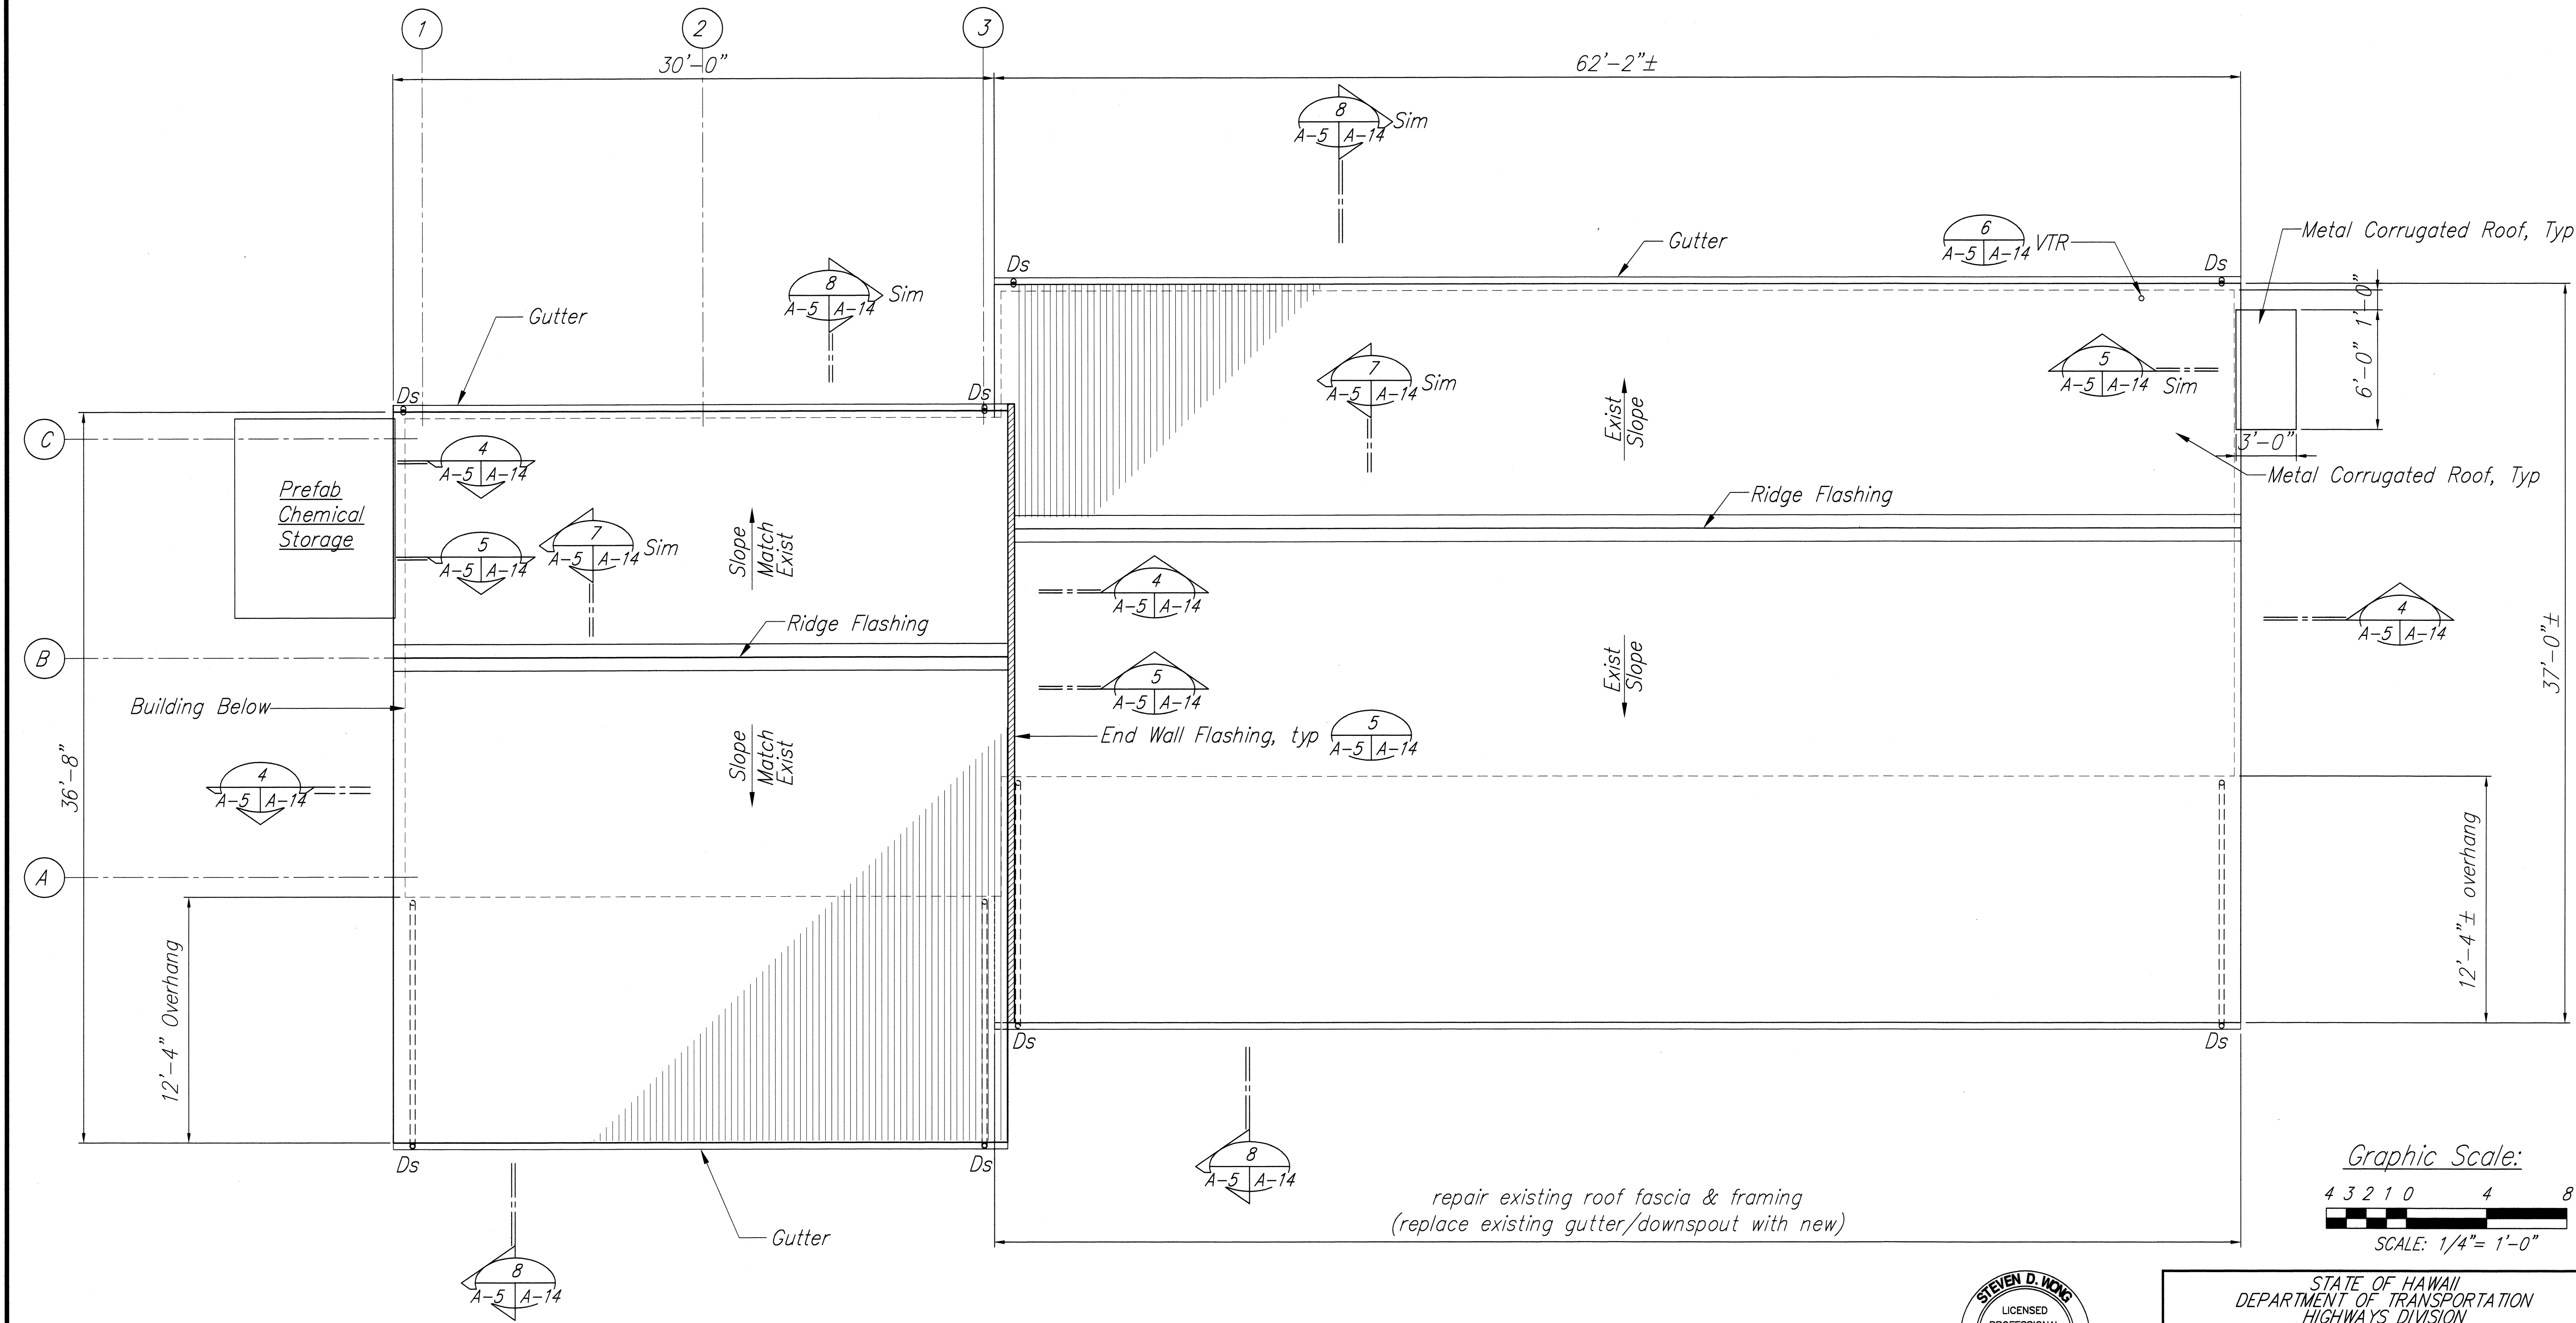 1
2
3
30'-0"
62'-2"±
8
A-5 A-14
Sim
6
A-5 A-14
VTR
Metal Corrugated Roof, Typ
Gutter
Ds
Ds
8
A-5 A-14
Sim
Gutter
1'-0"
6'-0"
3'-0"
7
A-5 A-14
Sim
5
A-5 A-14
Sim
Exist
Slope
Ds
Ds
C
4
A-5 A-14
Metal Corrugated Roof, Typ
Prefab
Chemical
Storage
Ridge Flashing
5
A-5 A-14
7
A-5 A-14
Sim
Slope
Match
Exist
4
A-5 A-14
4
A-5 A-14
Ridge Flashing
B
Exist
Slope
5
A-5 A-14
37'-0"±
Building Below
End Wall Flashing, typ
5
A-5 A-14
Slope
Match
Exist
36'-8"
4
A-5 A-14
A
12'-4" Overhang
12'-4"± overhang
Ds
Ds
Ds
Ds
8
A-5 A-14
repair existing roof fascia & framing
(replace existing gutter/downspout with new)
Gutter
8
A-5 A-14
Graphic Scale:
4 3 2 1 0 4 8
SCALE: 1/4"= 1'-0"
STEVEN D. WONG
LICENSED
PROFESSIONAL
STATE OF HAWAII
DEPARTMENT OF TRANSPORTATION
HIGHWAYS DIVISION